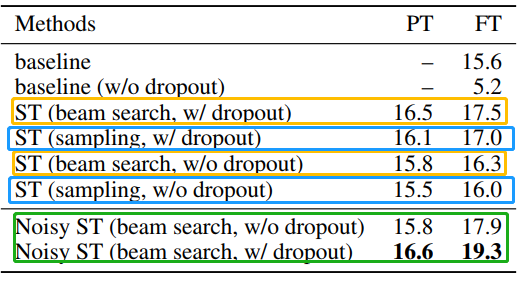 Methods PT FT
baseline – 15.6
baseline (w/o dropout) – 5.2
ST (beam search, w/ dropout) 16.5 17.5
ST (sampling, w/ dropout) 16.1 17.0
ST (beam search, w/o dropout) 15.8 16.3
ST (sampling, w/o dropout) 15.5 16.0
Noisy ST (beam search, w/o dropout) 15.8 17.9
Noisy ST (beam search, w/ dropout) 16.6 19.3